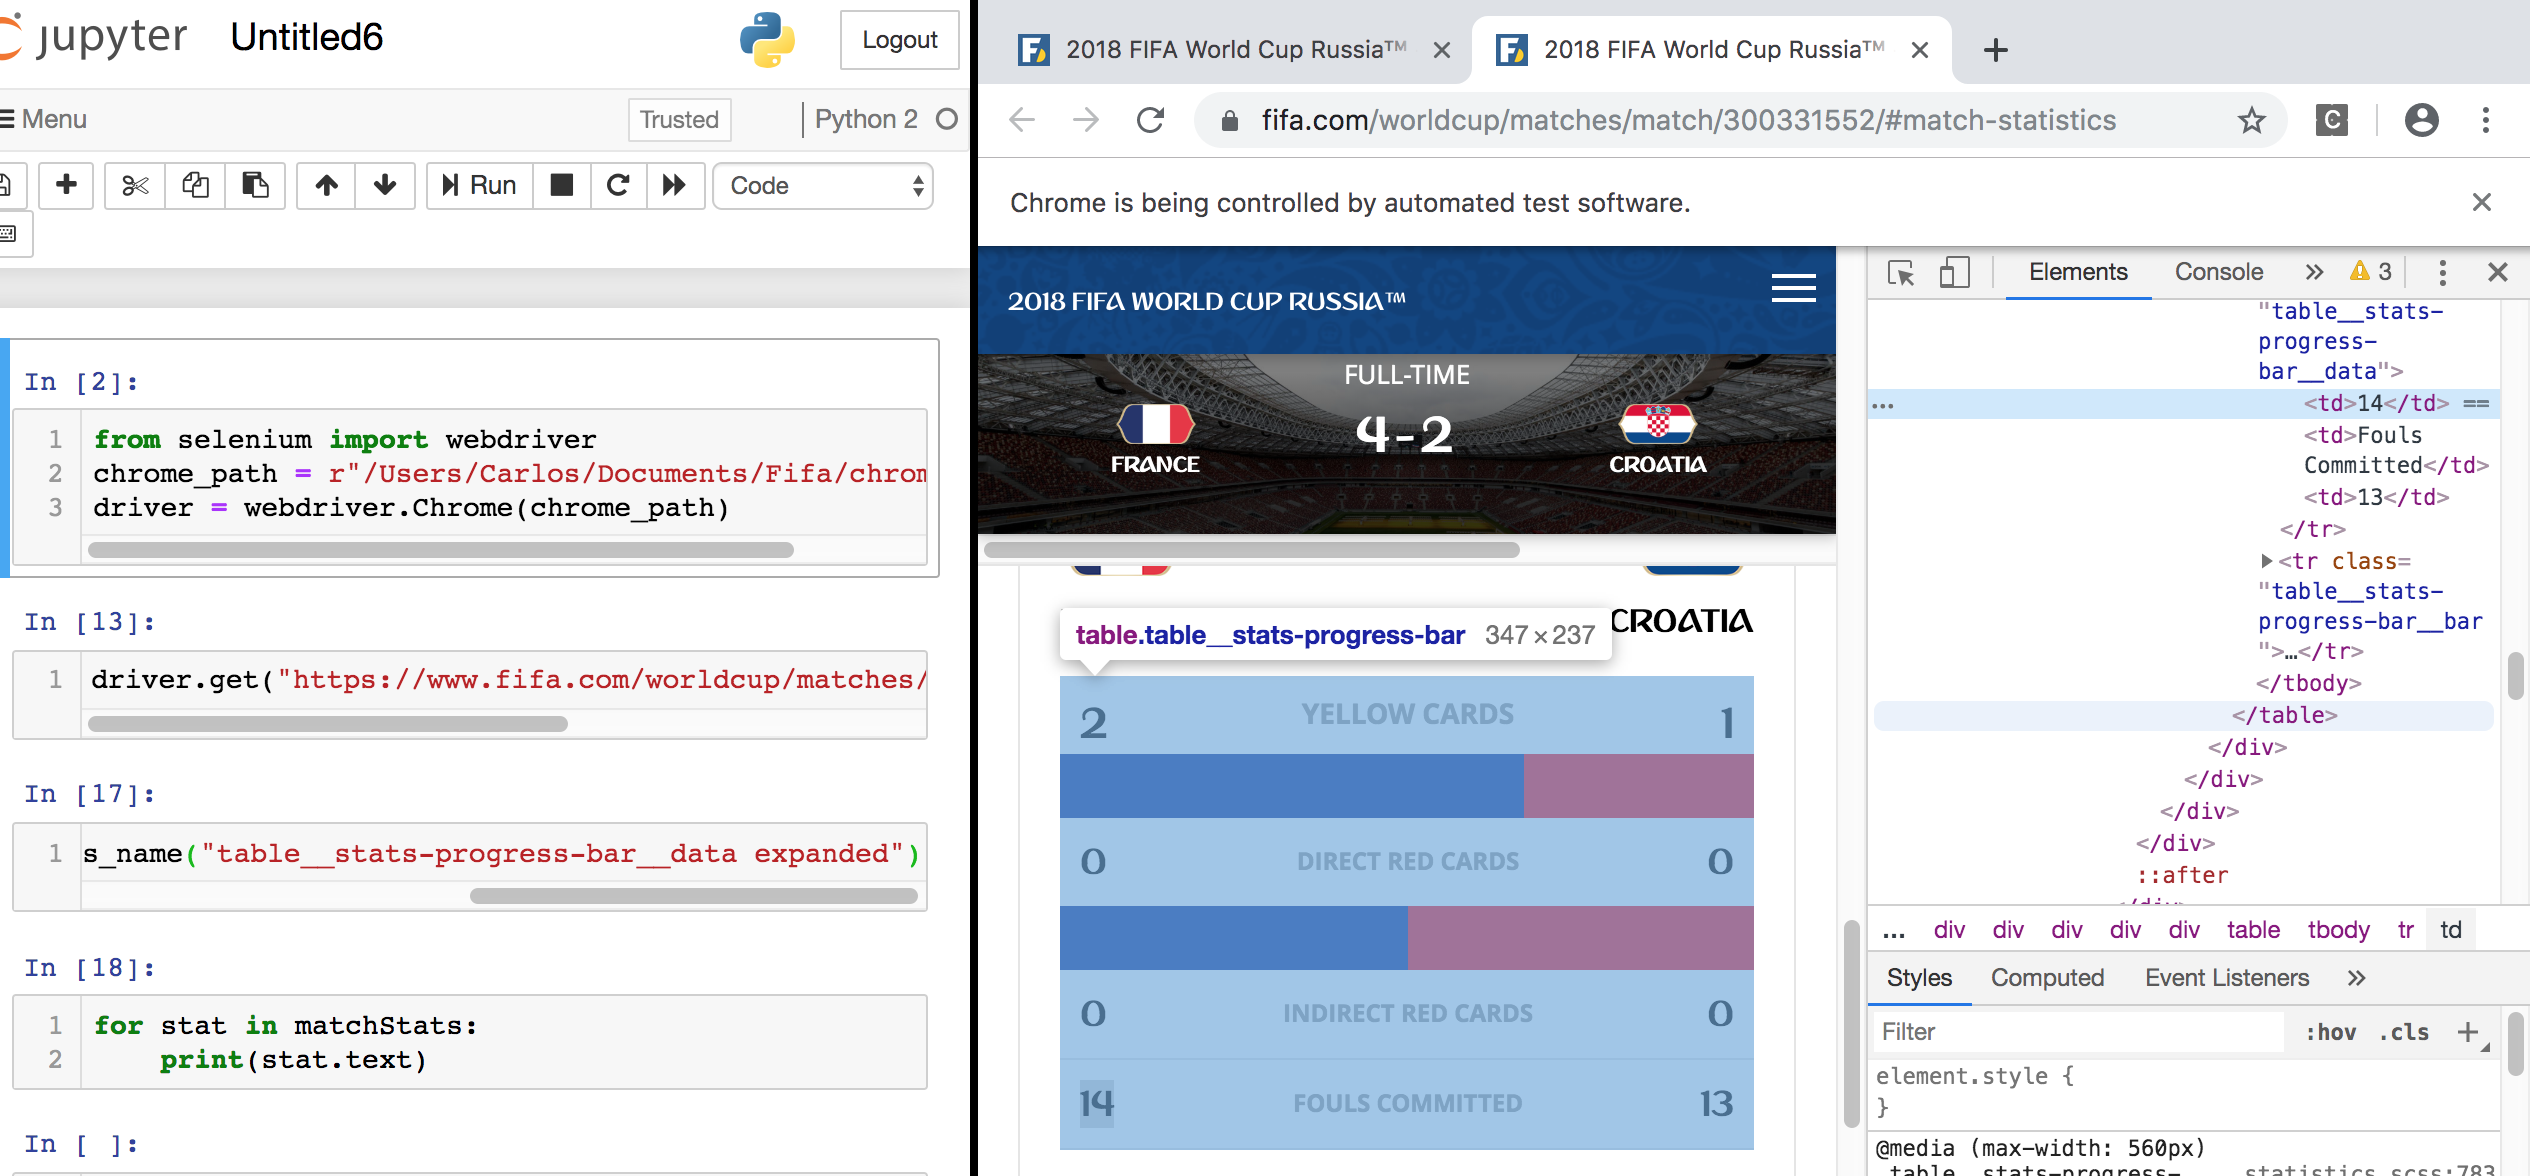 jupyter Untitled6 Logout
Menu Trusted Python 2
Run Code
In [2]:
1 from selenium import webdriver
2 chrome_path = r"/Users/Carlos/Documents/Fifa/chrom
3 driver = webdriver.Chrome(chrome_path)
In [13]:
1 driver.get("https://www.fifa.com/worldcup/matches/
In [17]:
1 s_name("table__stats-progress-bar__data expanded")
In [18]:
1 for stat in matchStats:
2 print(stat.text)
In [ ]:
2018 FIFA World Cup Russia™ 2018 FIFA World Cup Russia™
fifa.com/worldcup/matches/match/300331552/#match-statistics
Chrome is being controlled by automated test software.
2018 FIFA WORLD CUP RUSSIA™
FULL-TIME
4-2
FRANCE CROATIA
CROATIA
table.table__stats-progress-bar 347×237
2 YELLOW CARDS 1
0 DIRECT RED CARDS 0
0 INDIRECT RED CARDS 0
14 FOULS COMMITTED 13
Elements Console » 3
"table__stats-
progress-
bar__data">
… <td>14</td> ==
<td>Fouls
Committed</td>
<td>13</td>
</tr>
<tr class=
"table__stats-
progress-bar__bar
">…</tr>
</tbody>
</table>
</div>
</div>
</div>
</div>
::after
</div>
… div div div div div table tbody tr td
Styles Computed Event Listeners »
Filter :hov .cls +
element.style {
}
@media (max-width: 560px)
.table__stats-progress- statistics.scss:783